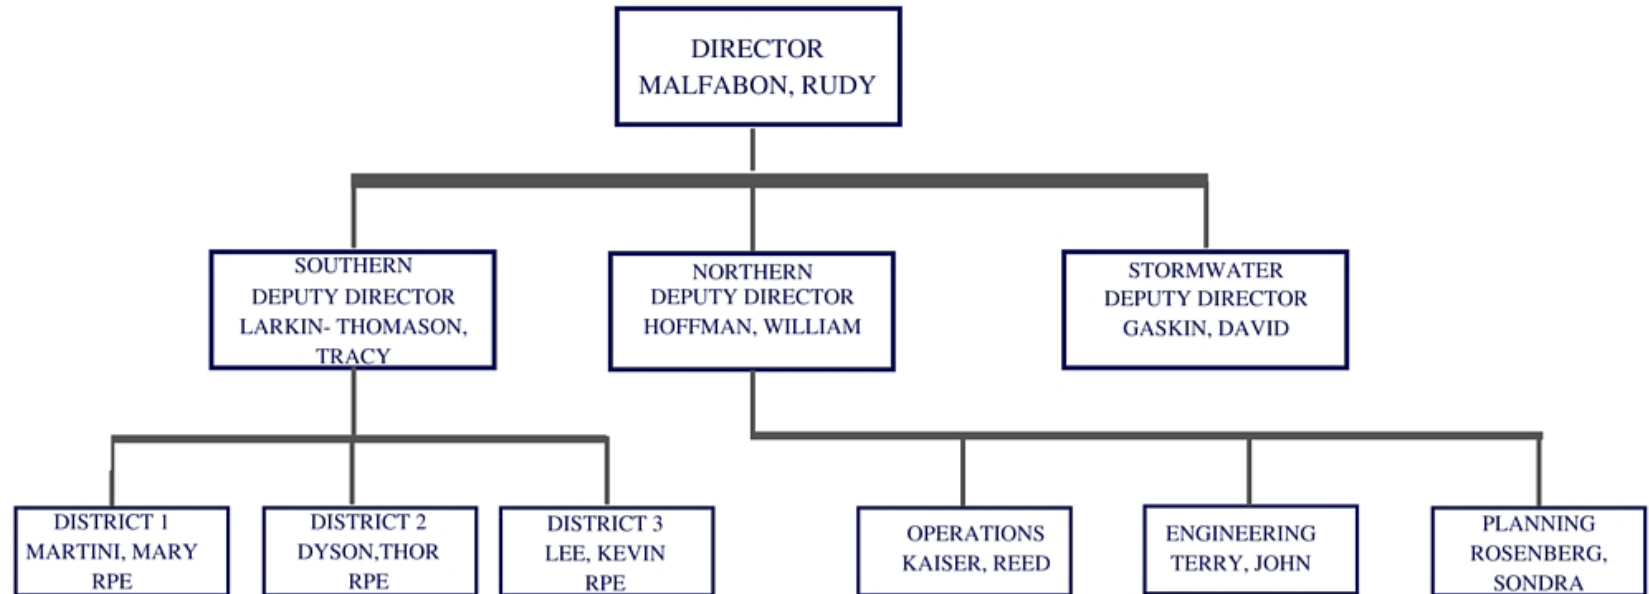 DIRECTOR
MALFABON, RUDY
SOUTHERN
DEPUTY DIRECTOR
LARKIN- THOMASON,
TRACY
NORTHERN
DEPUTY DIRECTOR
HOFFMAN, WILLIAM
STORMWATER
DEPUTY DIRECTOR
GASKIN, DAVID
DISTRICT 1
MARTINI, MARY
RPE
DISTRICT 2
DYSON,THOR
RPE
DISTRICT 3
LEE, KEVIN
RPE
OPERATIONS
KAISER, REED
ENGINEERING
TERRY, JOHN
PLANNING
ROSENBERG,
SONDRA